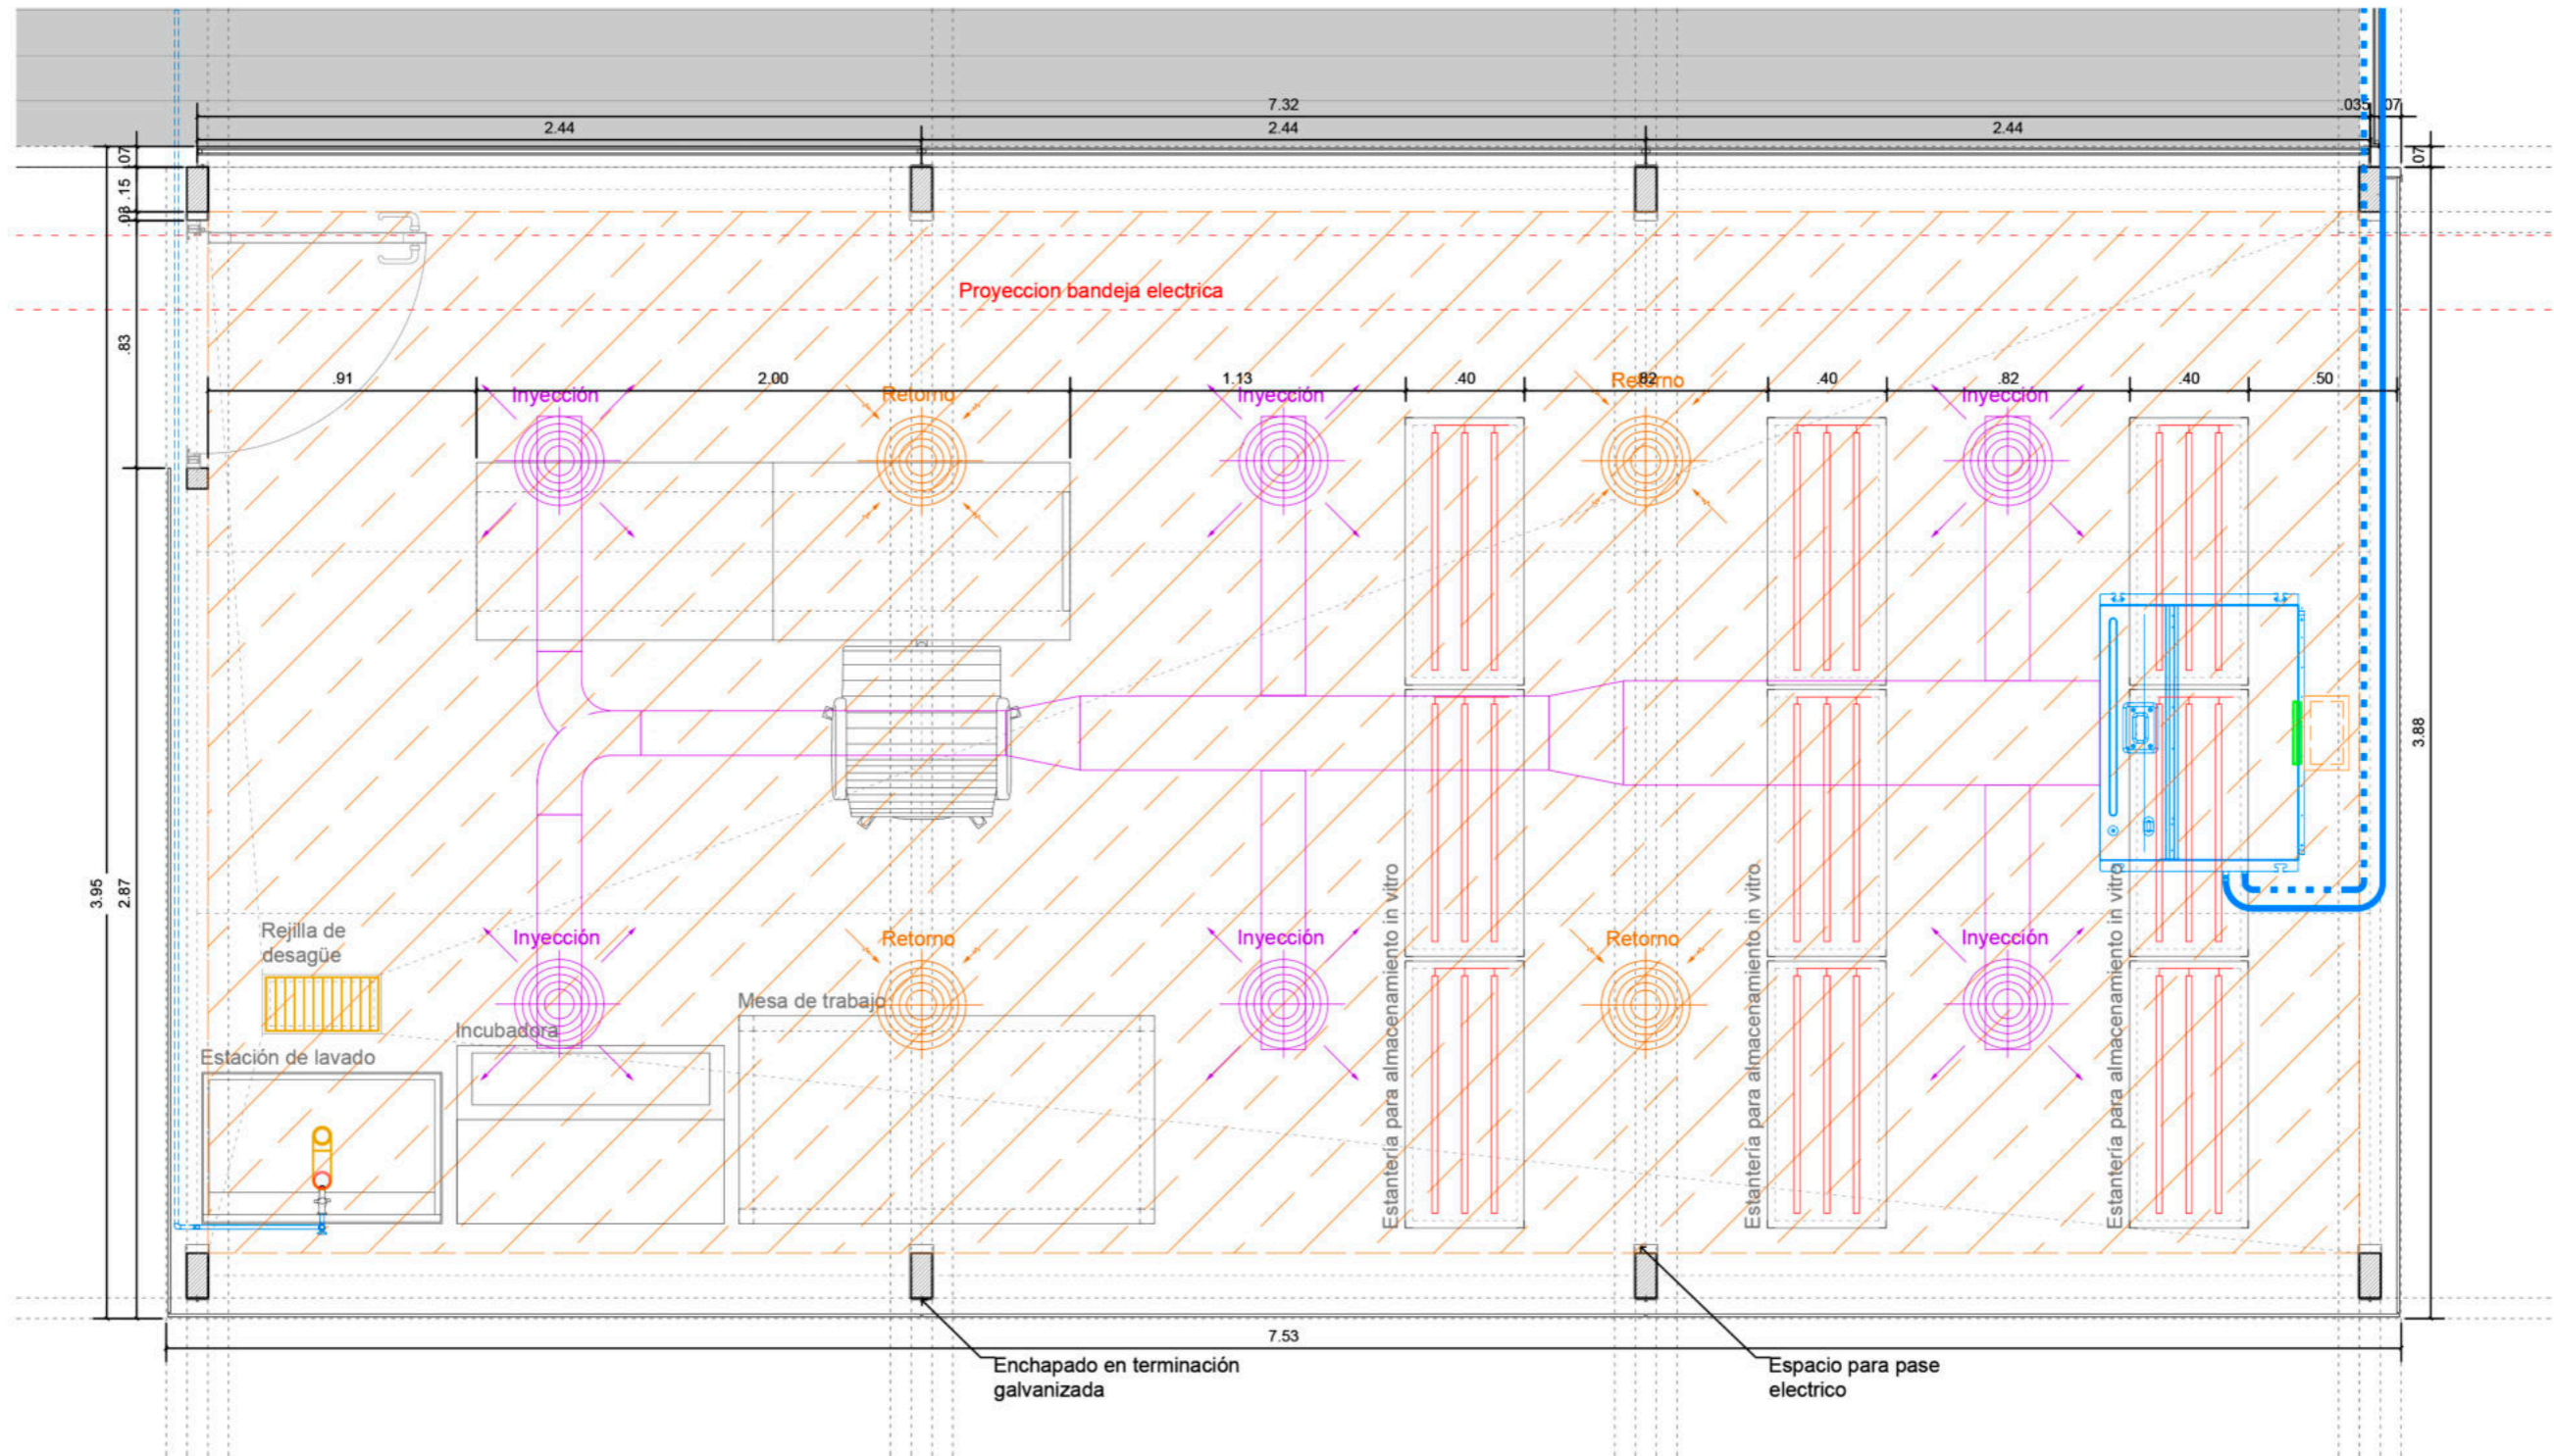 7.32
.035
.07
2.44
2.44
2.44
.07
.07
.15
.03
Proyeccion bandeja electrica
.83
.91
2.00
1.13
.40
.82
.40
.82
.40
.50
Inyección
Retorno
Inyección
Retorno
Inyección
3.88
3.95
2.87
Rejilla de
desagüe
Inyección
Retorno
Inyección
Retorno
Inyección
Estantería para almacenamiento in vitro
Estantería para almacenamiento in vitro
Estantería para almacenamiento in vitro
Mesa de trabajo
Incubadora
Estación de lavado
7.53
Enchapado en terminación
galvanizada
Espacio para pase
electrico